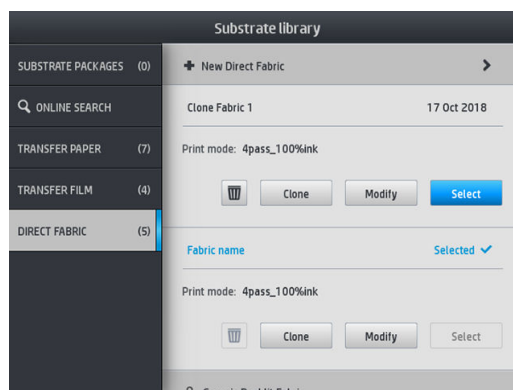 Substrate library
SUBSTRATE PACKAGES (0)
ONLINE SEARCH
TRANSFER PAPER (7)
TRANSFER FILM (4)
DIRECT FABRIC (5)
New Direct Fabric
Clone Fabric 1 17 Oct 2018
Print mode: 4pass_100%ink
Clone Modify Select
Fabric name Selected
Print mode: 4pass_100%ink
Clone Modify Select